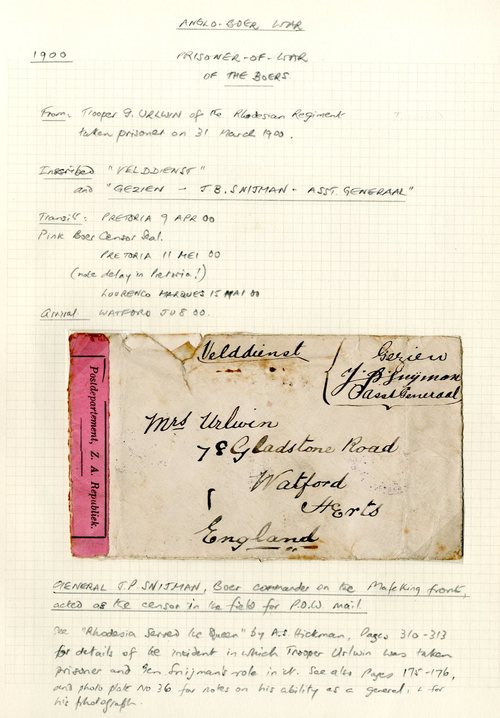 ANGLO-BOER WAR
1900
PRISONER-OF-WAR
OF THE BOERS.
From: Trooper G. URLWIN of the Rhodesian Regiment
taken prisoner on 31 March 1900.
Inscribed "VELDDIENST"
and "GEZIEN - J B. SNIJMAN - ASST. GENERAAL"
Transit: PRETORIA 9 APR 00
Pink Boer Censor Seal.
PRETORIA 11 MEI 00
(note delay in Pretoria!)
LOURENCO MARQUES 15 MAI 00
Arrival. WATFORD JU 8 00.
Postdepartement, Z. A. Republiek.
Velddienst
Gezien
J B Snijman
Asst Generaal
Mrs Urlwin
78 Gladstone Road
Watford
Herts
England
GENERAL J.P SNIJMAN, Boer commander on the Mafeking front,
acted as the censor in the field for P.O.W. mail.
See "Rhodesia Served the Queen" by A.S. Hickman, Pages 310-313
for details of the incident in which Trooper Urlwin was taken
prisoner and Gen. Snijman's role in it. See also Pages 175-176,
and photo plate No 36 for notes on his ability as a general, & for
his photograph.